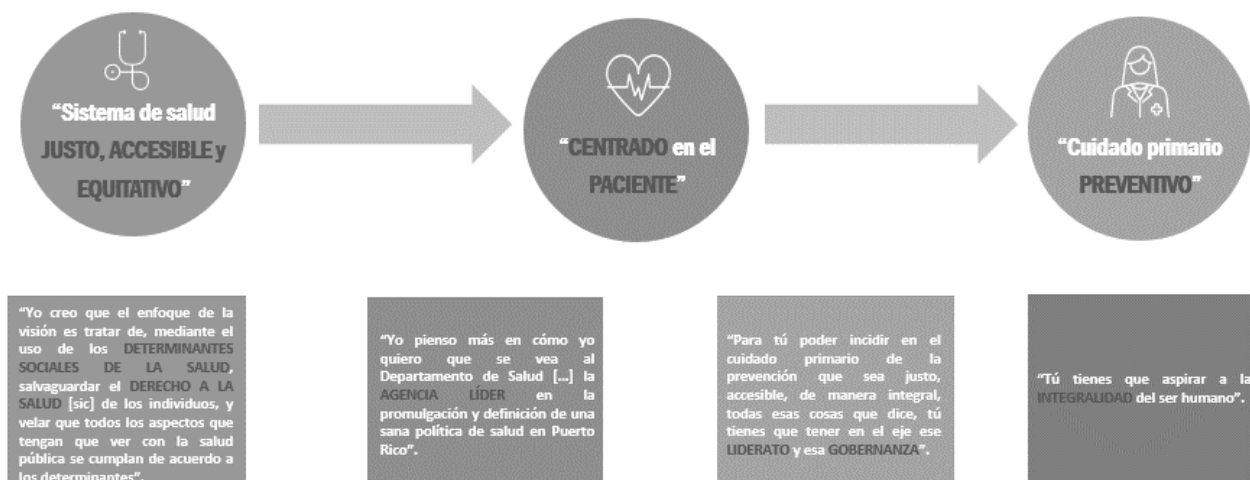 “Sistema de salud
JUSTO, ACCESIBLE y
EQUITATIVO”
“CENTRADO en el
PACIENTE”
“Cuidado primario
PREVENTIVO”
“Yo creo que el enfoque de la
visión es tratar de, mediante el
uso de los DETERMINANTES
SOCIALES DE LA SALUD,
salvaguardar el DERECHO A LA
SALUD [sic] de los individuos, y
velar que todos los aspectos que
tengan que ver con la salud
pública se cumplan de acuerdo a
los determinantes”.
“Yo pienso más en cómo yo
quiero que se vea al
Departamento de Salud [...] la
AGENCIA LÍDER en la
promulgación y definición de una
sana política de salud en Puerto
Rico”.
“Para tú poder incidir en el
cuidado primario de la
prevención que sea justo,
accesible, de manera integral,
todas esas cosas que dice, tú
tienes que tener en el eje ese
LIDERATO y esa GOBERNANZA”.
“Tú tienes que aspirar a la
INTEGRALIDAD del ser humano”.